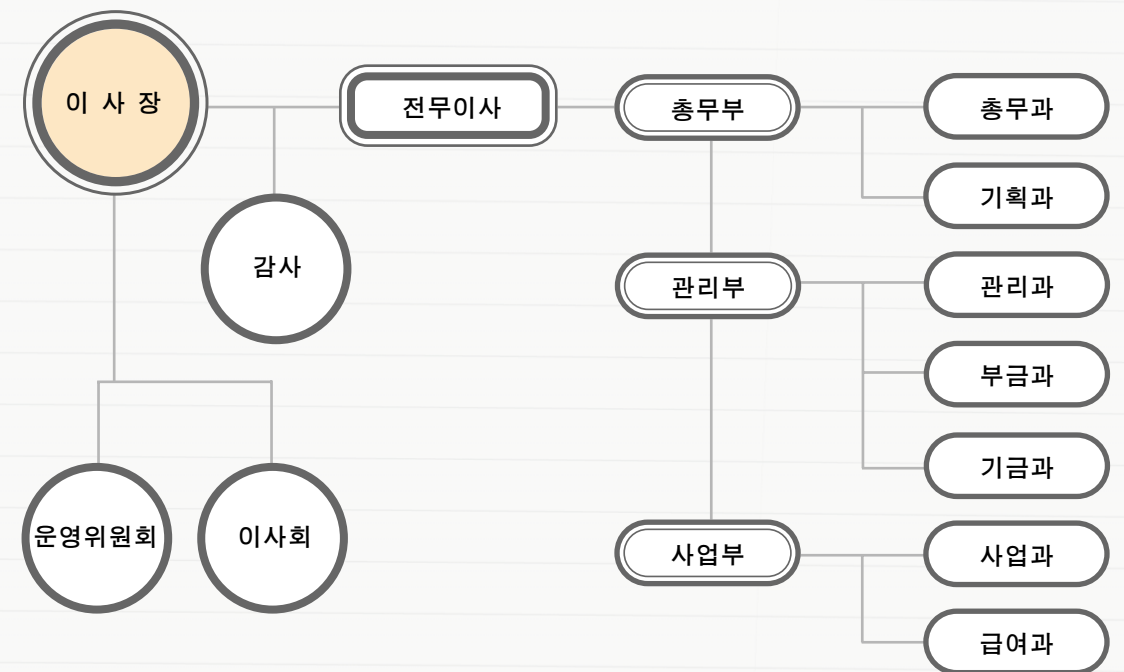 이 사 장
전무이사
총무부
총무과
기획과
감사
관리부
관리과
부금과
기금과
운영위원회
이사회
사업부
사업과
급여과